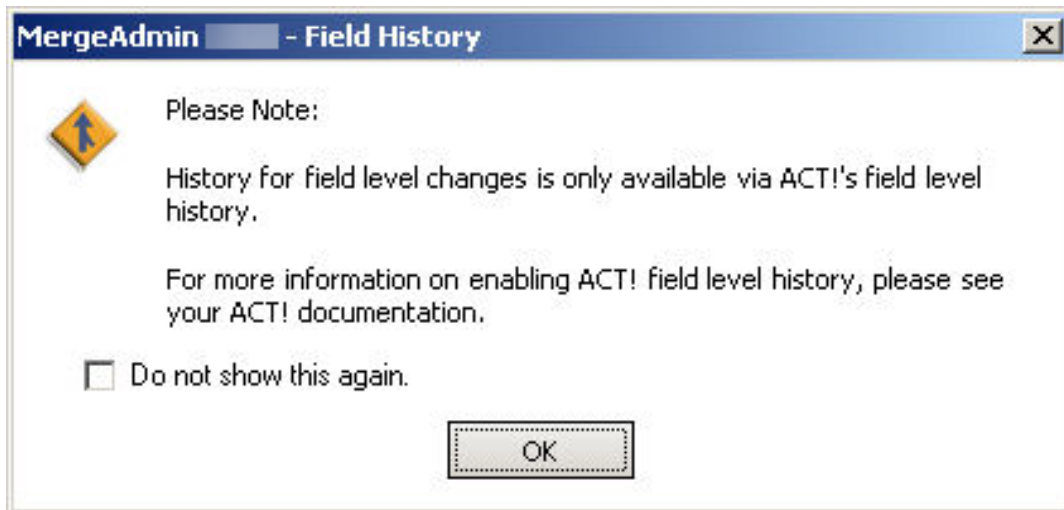 MergeAdmin - Field History
Please Note:
History for field level changes is only available via ACT!'s field level
history.
For more information on enabling ACT! field level history, please see
your ACT! documentation.
Do not show this again.
OK